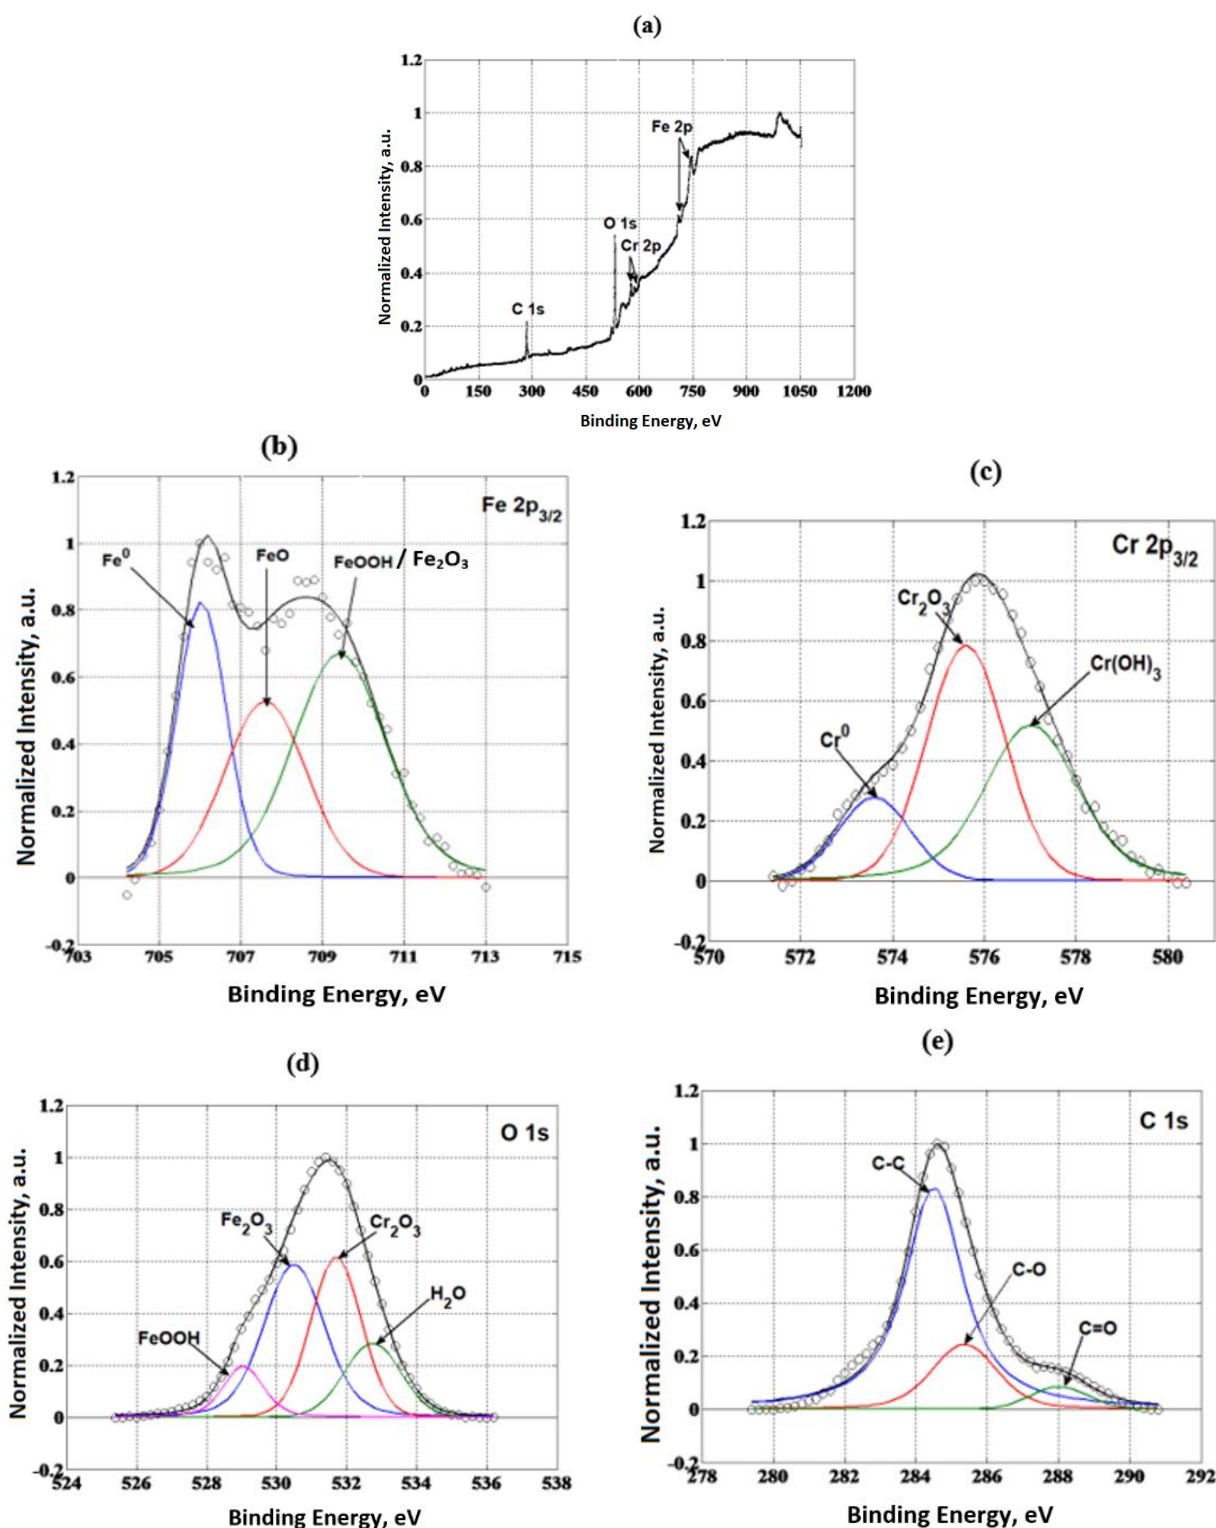 (a)
1.2
1
0.8
0.6
0.4
0.2
0
Normalized Intensity, a.u.
Fe 2p
O 1s
Cr 2p
C 1s
0 150 300 450 600 750 900 1050 1200
Binding Energy, eV
(b)
1.2
1
0.8
0.6
0.4
0.2
0
-0.2
Normalized Intensity, a.u.
Fe 2p3/2
Fe0
FeO
FeOOH / Fe2O3
703 705 707 709 711 713 715
Binding Energy, eV
(c)
1.2
1
0.8
0.6
0.4
0.2
0
-0.2
Normalized Intensity, a.u.
Cr 2p3/2
Cr2O3
Cr(OH)3
Cr0
570 572 574 576 578 580
Binding Energy, eV
(d)
1.2
1
0.8
0.6
0.4
0.2
0
-0.2
Normalized Intensity, a.u.
O 1s
Fe2O3
Cr2O3
H2O
FeOOH
524 526 528 530 532 534 536 538
Binding Energy, eV
(e)
1.2
1
0.8
0.6
0.4
0.2
0
-0.2
Normalized Intensity, a.u.
C 1s
C-C
C-O
C=O
278 280 282 284 286 288 290 292
Binding Energy, eV